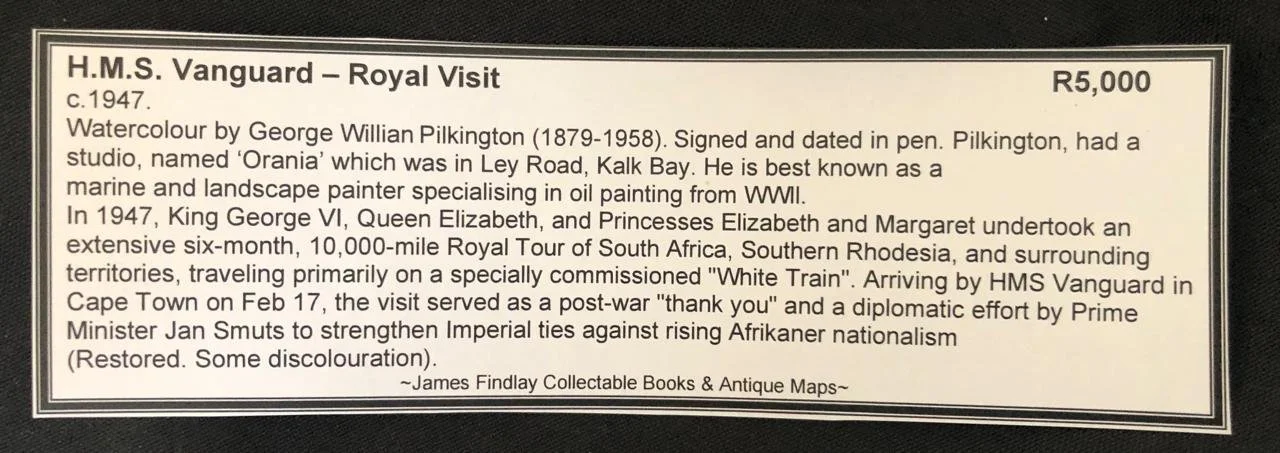 H.M.S. Vanguard – Royal Visit R5,000
c.1947.
Watercolour by George Willian Pilkington (1879-1958). Signed and dated in pen. Pilkington, had a
studio, named ‘Orania’ which was in Ley Road, Kalk Bay. He is best known as a
marine and landscape painter specialising in oil painting from WWII.
In 1947, King George VI, Queen Elizabeth, and Princesses Elizabeth and Margaret undertook an
extensive six-month, 10,000-mile Royal Tour of South Africa, Southern Rhodesia, and surrounding
territories, traveling primarily on a specially commissioned "White Train". Arriving by HMS Vanguard in
Cape Town on Feb 17, the visit served as a post-war "thank you" and a diplomatic effort by Prime
Minister Jan Smuts to strengthen Imperial ties against rising Afrikaner nationalism
(Restored. Some discolouration).
~James Findlay Collectable Books & Antique Maps~